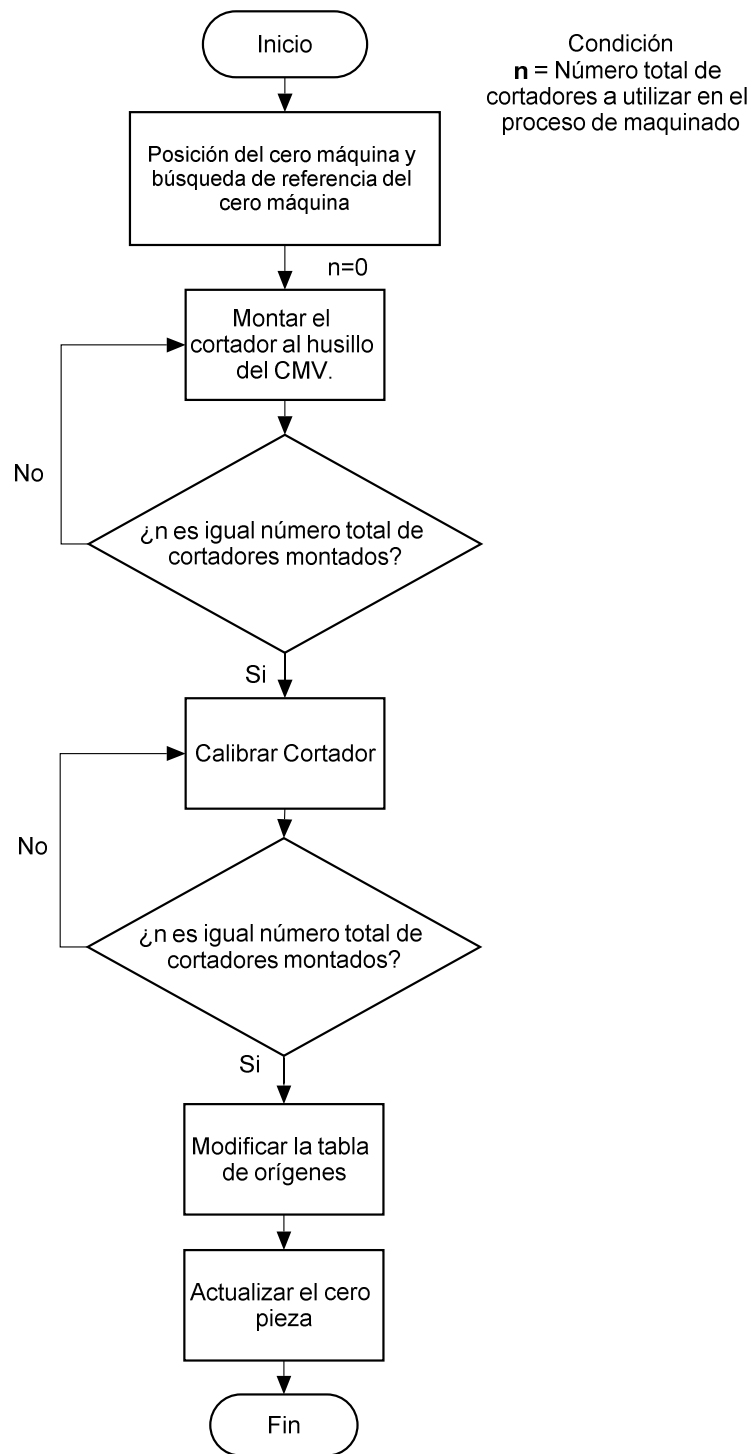 Inicio
Condición
n = Número total de
cortadores a utilizar en el
proceso de maquinado
Posición del cero máquina y
búsqueda de referencia del
cero máquina
n=0
Montar el
cortador al husillo
del CMV.
No
¿n es igual número total de
cortadores montados?
Si
Calibrar Cortador
No
¿n es igual número total de
cortadores montados?
Si
Modificar la tabla
de orígenes
Actualizar el cero
pieza
Fin